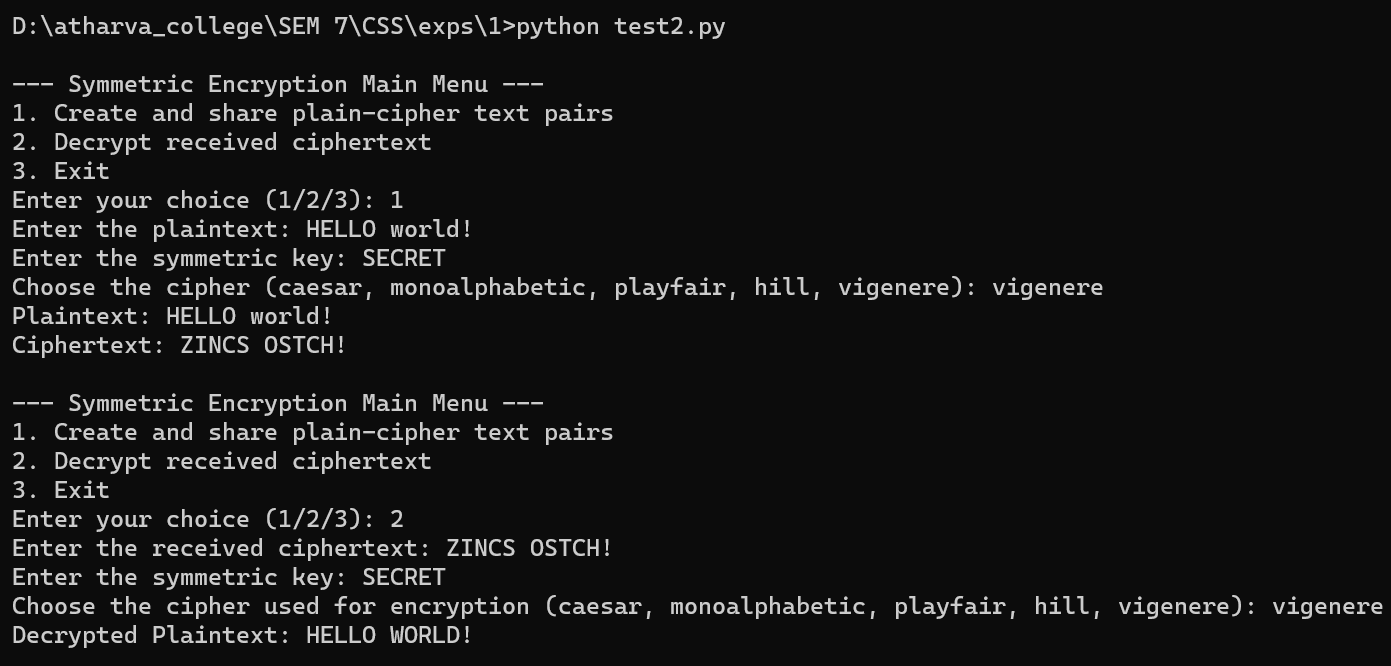 D:\atharva_college\SEM 7\CSS\exps\1>python test2.py
--- Symmetric Encryption Main Menu ---
1. Create and share plain-cipher text pairs
2. Decrypt received ciphertext
3. Exit
Enter your choice (1/2/3): 1
Enter the plaintext: HELLO world!
Enter the symmetric key: SECRET
Choose the cipher (caesar, monoalphabetic, playfair, hill, vigenere): vigenere
Plaintext: HELLO world!
Ciphertext: ZINCS OSTCH!
--- Symmetric Encryption Main Menu ---
1. Create and share plain-cipher text pairs
2. Decrypt received ciphertext
3. Exit
Enter your choice (1/2/3): 2
Enter the received ciphertext: ZINCS OSTCH!
Enter the symmetric key: SECRET
Choose the cipher used for encryption (caesar, monoalphabetic, playfair, hill, vigenere): vigenere
Decrypted Plaintext: HELLO WORLD!